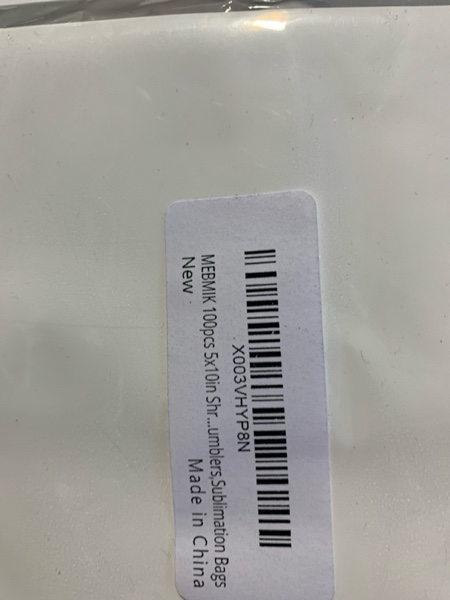 X003VHYP8N
MEBMIK 100pcs 5x10in Shr...umblers,Sublimation Bags
New
Made in China